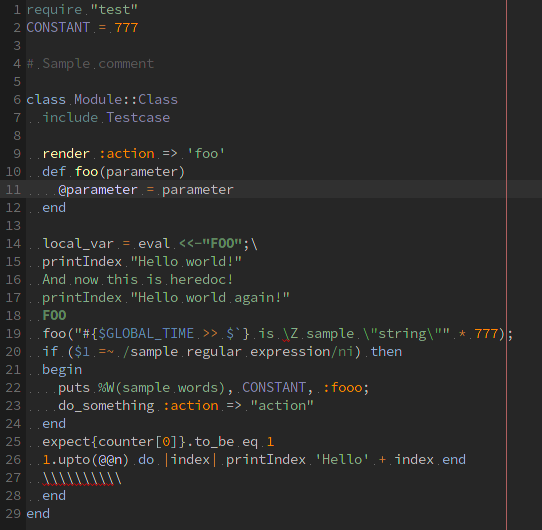 1 require "test"
2 CONSTANT = 777
3
4 # Sample comment
5
6 class Module::Class
7   include Testcase
8
9   render :action => 'foo'
10   def foo(parameter)
11     @parameter = parameter
12   end
13
14   local_var = eval <<-"FOO";\
15   printIndex "Hello world!"
16   And now this is heredoc!
17   printIndex "Hello world again!"
18   FOO
19   foo("#{$GLOBAL_TIME >> $`} is \Z sample \"string\"" * 777);
20   if ($1 =~ /sample regular expression/ni) then
21   begin
22     puts %W(sample words), CONSTANT, :fooo;
23     do_something :action => "action"
24   end
25   expect{counter[0]}.to_be eq 1
26   1.upto(@@n) do |index| printIndex 'Hello' + index end
27   \\\\\\\\\\
28   end
29 end